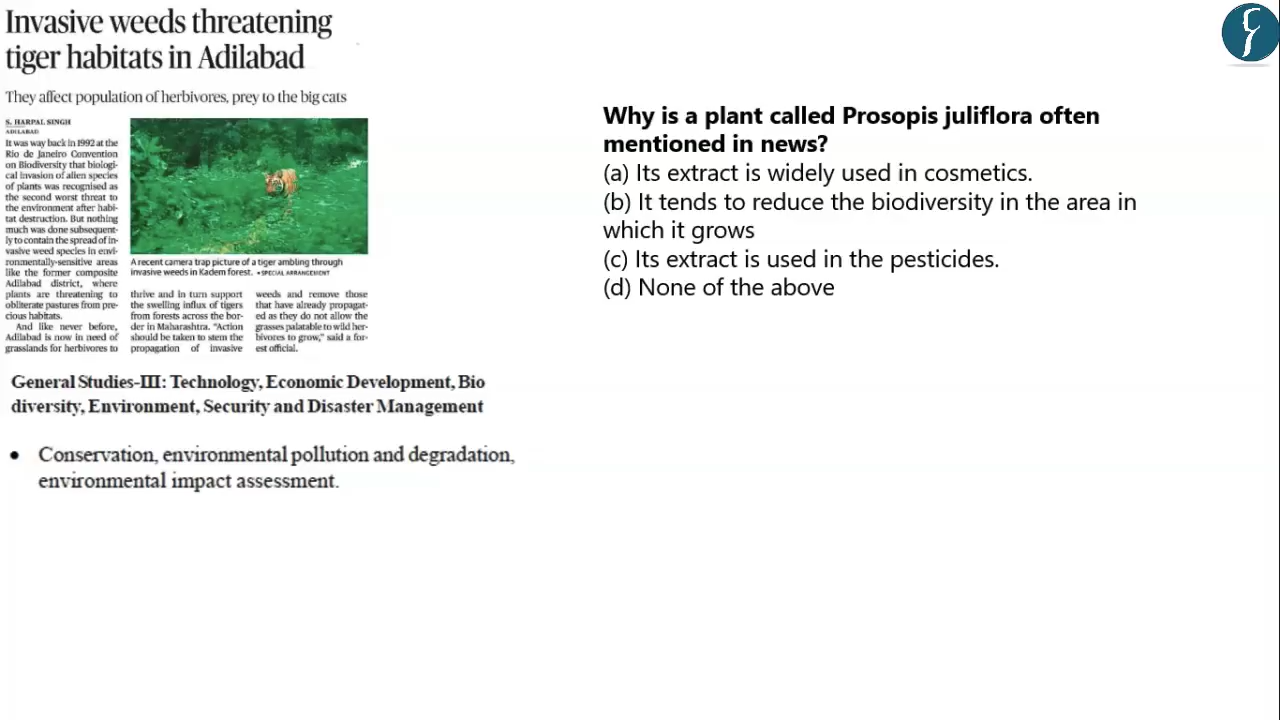 Invasive weeds threatening
tiger habitats in Adilabad
They affect population of herbivores, prey to the big cats
S. HARPAL SINGH
ADILABAD
It was way back in 1992 at the
Rio de Janeiro Convention
on Biodiversity that biologi-
cal invasion of alien species
of plants was recognised as
the second worst threat to
the environment after habi-
tat destruction. But nothing
much was done subsequent-
ly to contain the spread of in-
vasive weed species in envi-
ronmentally-sensitive areas
like the former composite
Adilabad district, where
plants are threatening to
obliterate pastures from pre-
cious habitats.
And like never before,
Adilabad is now in need of
grasslands for herbivores to
A recent camera trap picture of a tiger ambling through
invasive weeds in Kadem forest. • SPECIAL ARRANGEMENT
thrive and in turn support
the swelling influx of tigers
from forests across the bor-
der in Maharashtra. “Action
should be taken to stem the
propagation of invasive
weeds and remove those
that have already propagat-
ed as they do not allow the
grasses palatable to wild her-
bivores to grow,” said a for-
est official.
General Studies-III: Technology, Economic Development, Bio
diversity, Environment, Security and Disaster Management
• Conservation, environmental pollution and degradation,
environmental impact assessment.
Why is a plant called Prosopis juliflora often
mentioned in news?
(a) Its extract is widely used in cosmetics.
(b) It tends to reduce the biodiversity in the area in
which it grows
(c) Its extract is used in the pesticides.
(d) None of the above